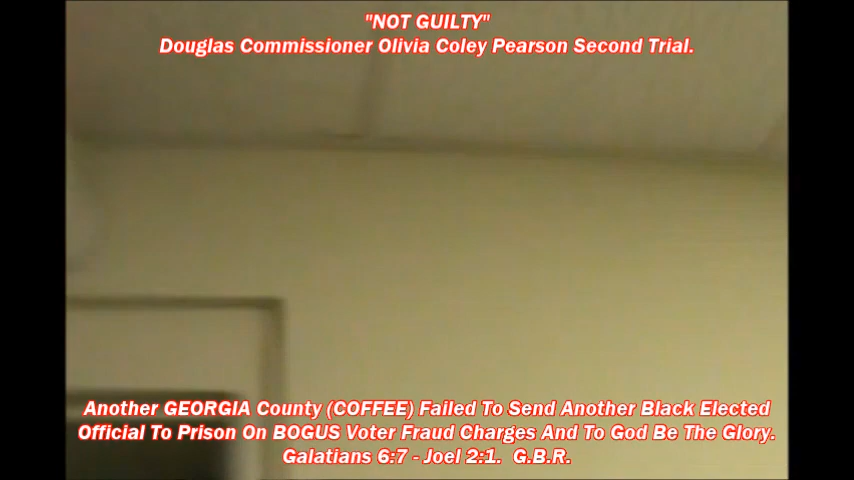 "NOT GUILTY"
Douglas Commissioner Olivia Coley Pearson Second Trial.
Another GEORGIA County (COFFEE) Failed To Send Another Black Elected
Official To Prison On BOGUS Voter Fraud Charges And To God Be The Glory.
Galatians 6:7 - Joel 2:1. G.B.R.